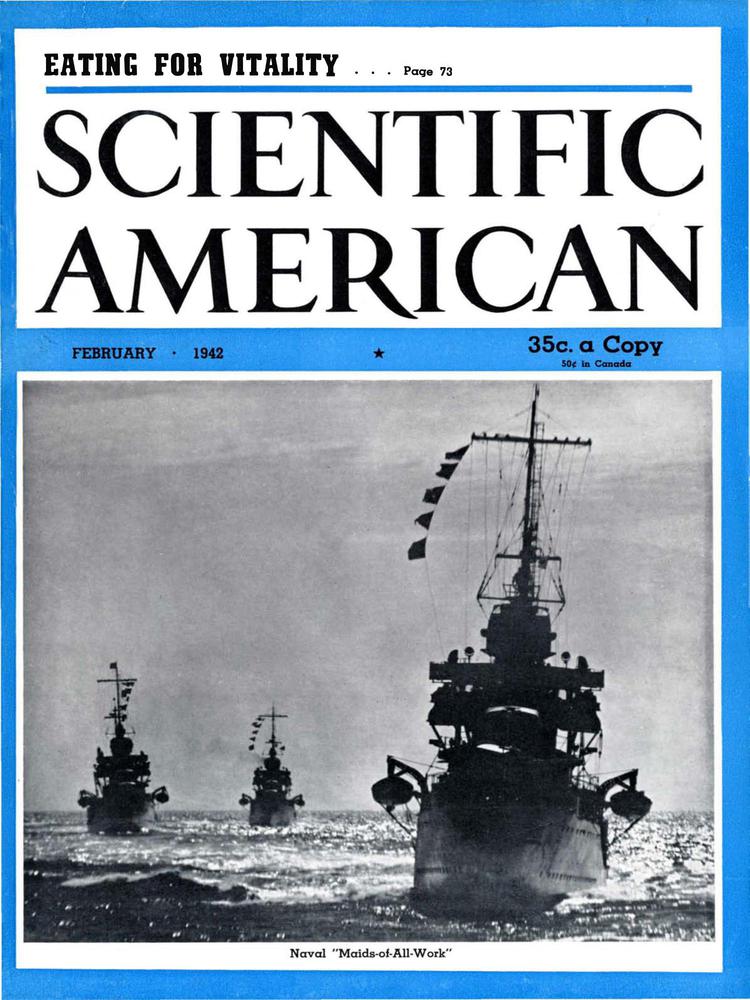 EATING FOR VITALITY . . . Page 73
SCIENTIFIC
AMERICAN
FEBRUARY · 1942 ★ 35c. a Copy
50¢ in Canada
Naval "Maids-of-All-Work"